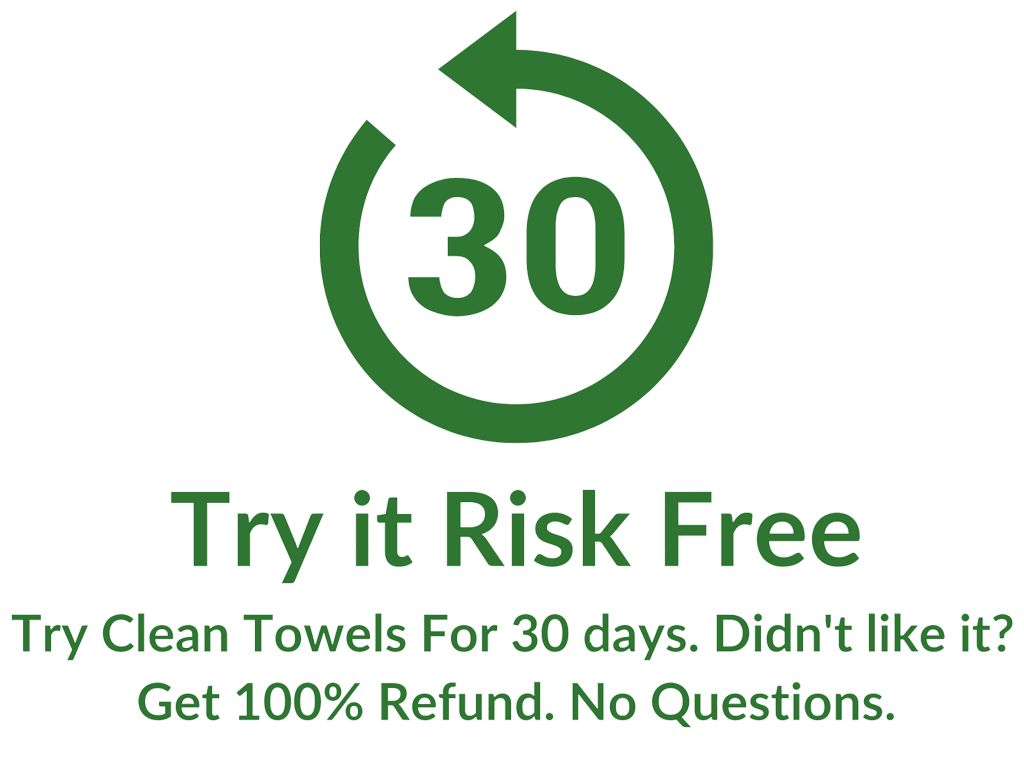 30
Try it Risk Free
Try Clean Towels For 30 days. Didn't like it?
Get 100% Refund. No Questions.